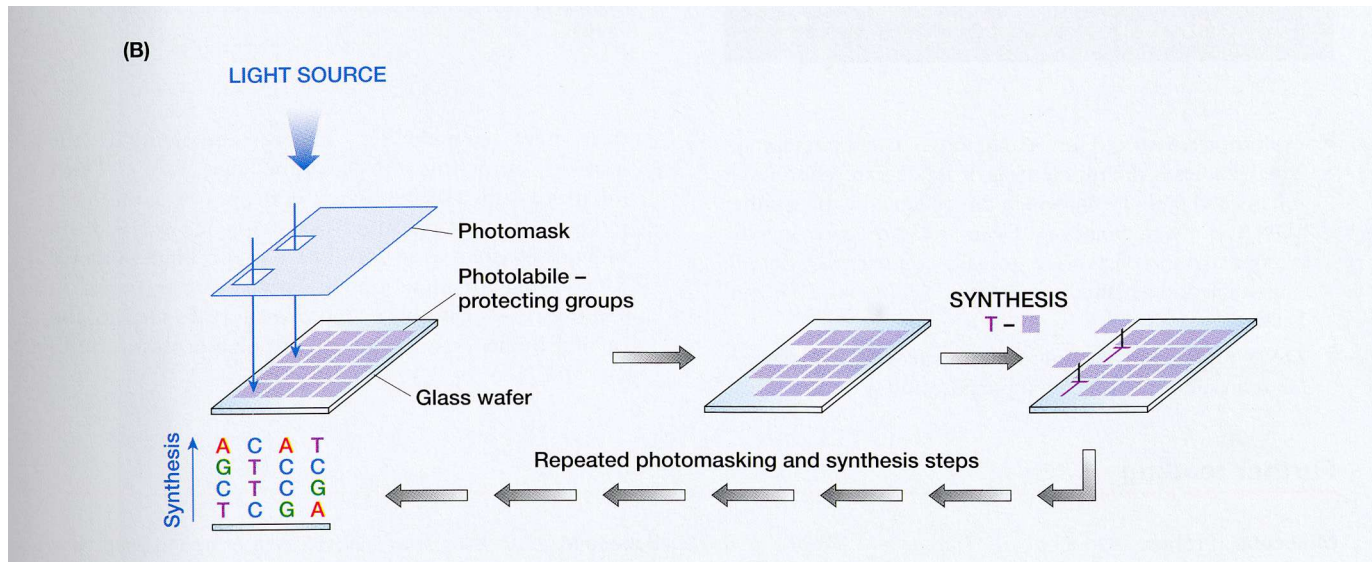 (B)
LIGHT SOURCE
Photomask
Photolabile –
protecting groups
Glass wafer
SYNTHESIS
T –
Repeated photomasking and synthesis steps
Synthesis
A C A T
G T C C
C T C G
T C G A